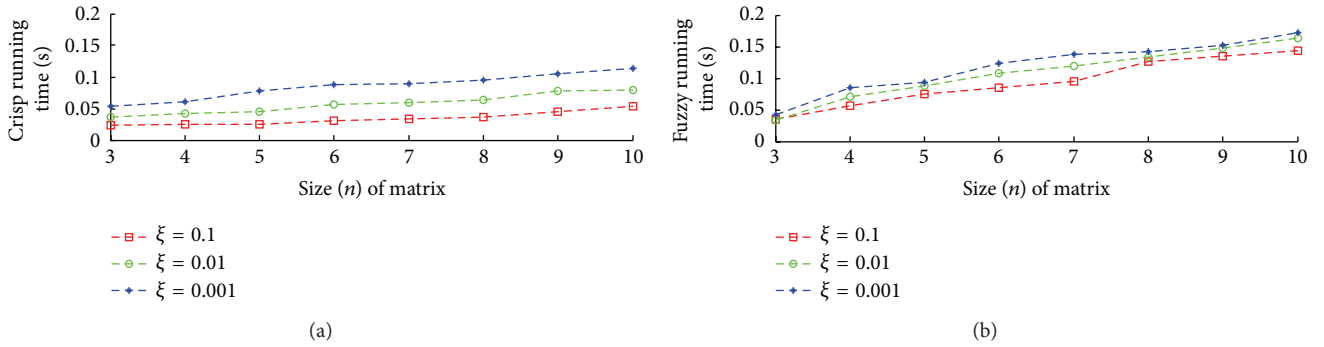 Crisp running
time (s)
0.2
0.15
0.1
0.05
0
3 4 5 6 7 8 9 10
Size (n) of matrix
ξ = 0.1
ξ = 0.01
ξ = 0.001
(a)
Fuzzy running
time (s)
0.2
0.15
0.1
0.05
0
3 4 5 6 7 8 9 10
Size (n) of matrix
ξ = 0.1
ξ = 0.01
ξ = 0.001
(b)